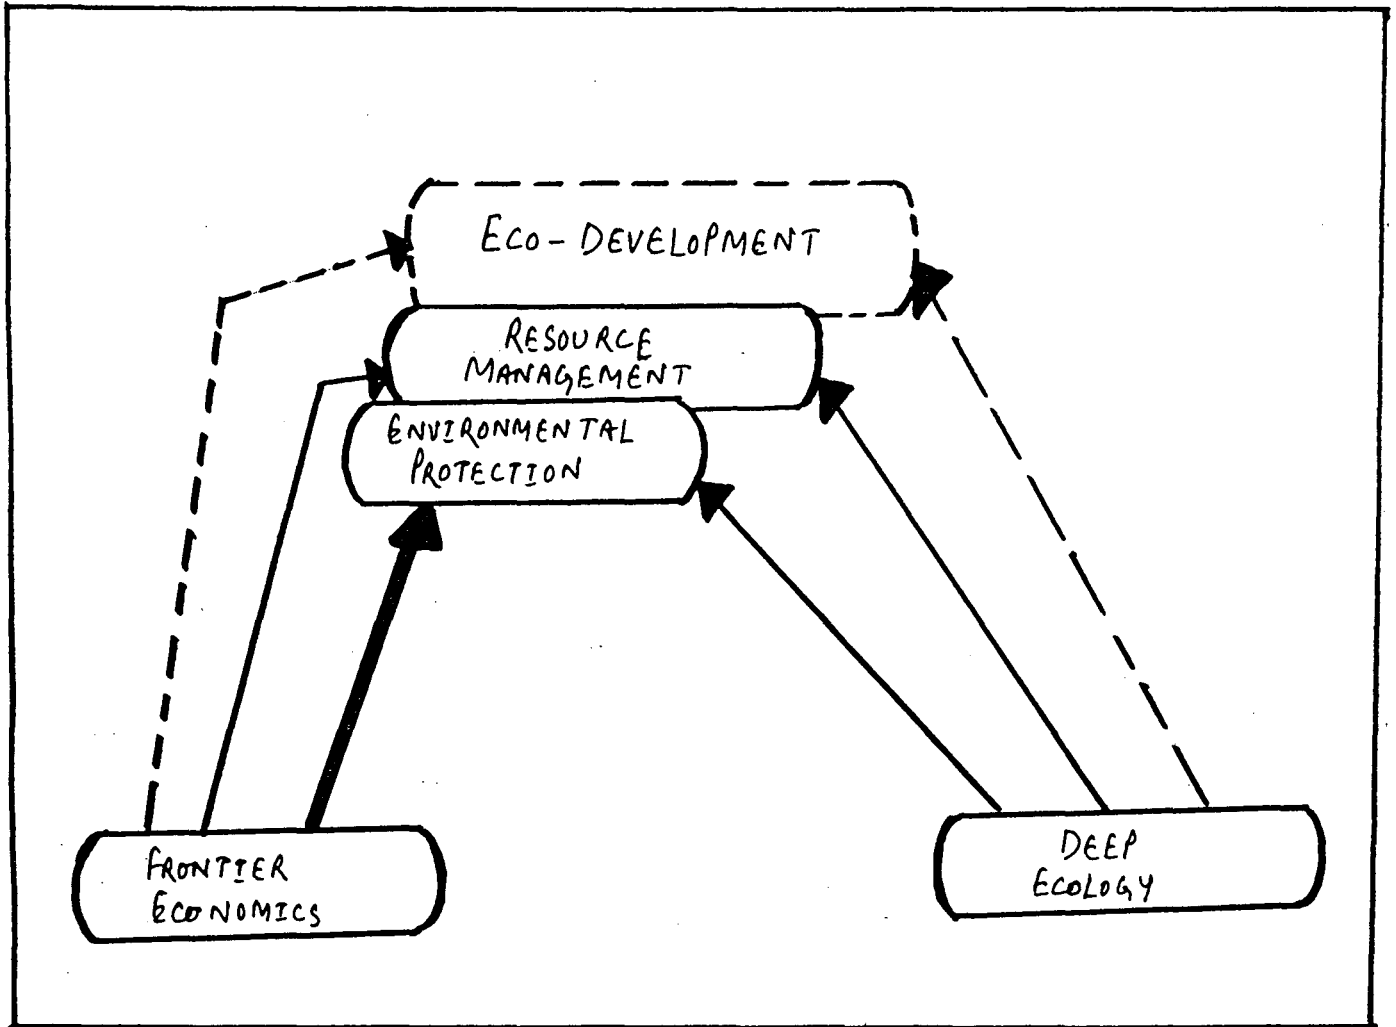 ECO-DEVELOPMENT
RESOURCE
MANAGEMENT
ENVIRONMENTAL
PROTECTION
FRONTIER
ECONOMICS
DEEP
ECOLOGY